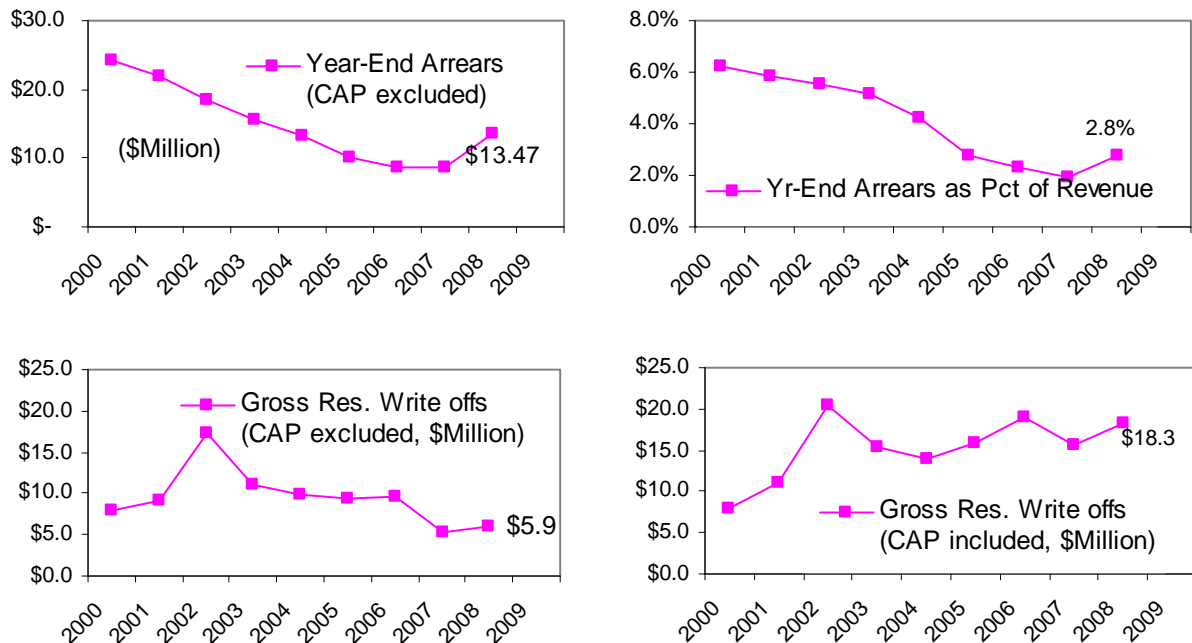 $30.0
$20.0
$10.0
$-
Year-End Arrears
(CAP excluded)
($Million)
$13.47
2000 2001 2002 2003 2004 2005 2006 2007 2008 2009
8.0%
6.0%
4.0%
2.0%
0.0%
2.8%
Yr-End Arrears as Pct of Revenue
2000 2001 2002 2003 2004 2005 2006 2007 2008 2009
$25.0
$20.0
$15.0
$10.0
$5.0
$0.0
Gross Res. Write offs
(CAP excluded, $Million)
$5.9
2000 2001 2002 2003 2004 2005 2006 2007 2008 2009
$25.0
$20.0
$15.0
$10.0
$5.0
$0.0
$18.3
Gross Res. Write offs
(CAP included, $Million)
2000 2001 2002 2003 2004 2005 2006 2007 2008 2009